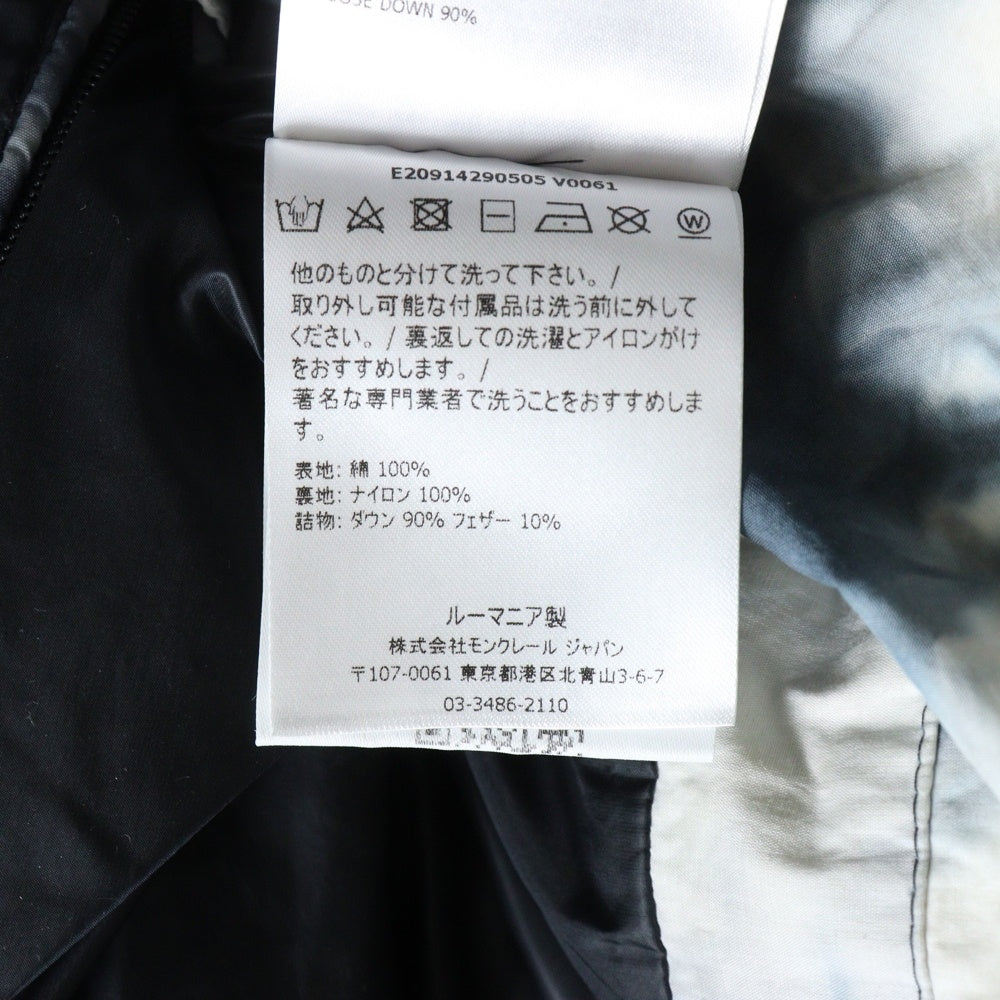 DOWN 90%
E20914290505 V0061
W
他のものと分けて洗って下さい。/
取り外し可能な付属品は洗う前に外して
ください。/ 裏返しての洗濯とアイロンがけ
をおすすめします。/
著名な専門業者で洗うことをおすすめしま
す。
表地: 綿 100%
裏地: ナイロン 100%
詰物: ダウン 90% フェザー 10%
ルーマニア製
株式会社モンクレール ジャパン
〒107-0061 東京都港区北青山3-6-7
03-3486-2110